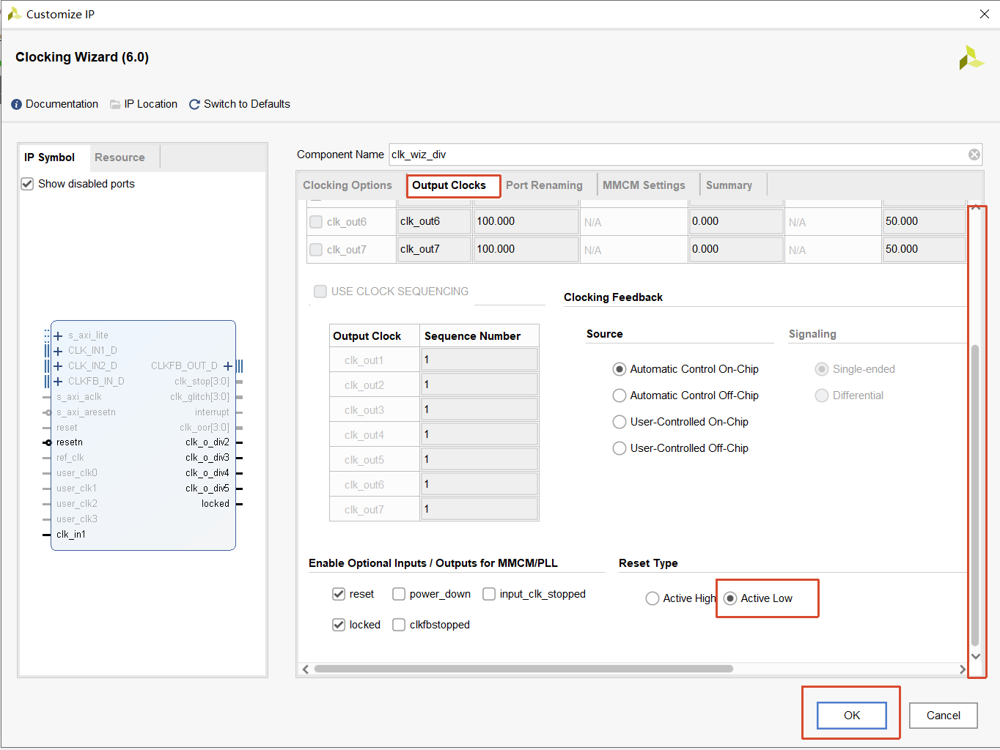 Customize IP
Clocking Wizard (6.0)
Documentation IP Location Switch to Defaults
IP Symbol Resource
Show disabled ports
s_axi_lite
CLK_IN1_D
CLK_IN2_D CLKFB_OUT_D
CLKFB_IN_D clk_stop[3:0]
s_axi_aclk clk_glitch[3:0]
s_axi_aresetn interrupt
reset clk_oor[3:0]
resetn clk_o_div2
ref_clk clk_o_div3
user_clk0 clk_o_div4
user_clk1 clk_o_div5
user_clk2 locked
user_clk3
clk_in1
Component Name clk_wiz_div
Clocking Options Output Clocks Port Renaming MMCM Settings Summary
clk_out6 clk_out6 100.000 N/A 0.000 N/A 50.000
clk_out7 clk_out7 100.000 N/A 0.000 N/A 50.000
USE CLOCK SEQUENCING
Output Clock Sequence Number
clk_out1 1
clk_out2 1
clk_out3 1
clk_out4 1
clk_out5 1
clk_out6 1
clk_out7 1
Clocking Feedback
Source Signaling
Automatic Control On-Chip Single-ended
Automatic Control Off-Chip Differential
User-Controlled On-Chip
User-Controlled Off-Chip
Enable Optional Inputs / Outputs for MMCM/PLL
reset power_down input_clk_stopped
locked clkfbstopped
Reset Type
Active High Active Low
OK Cancel